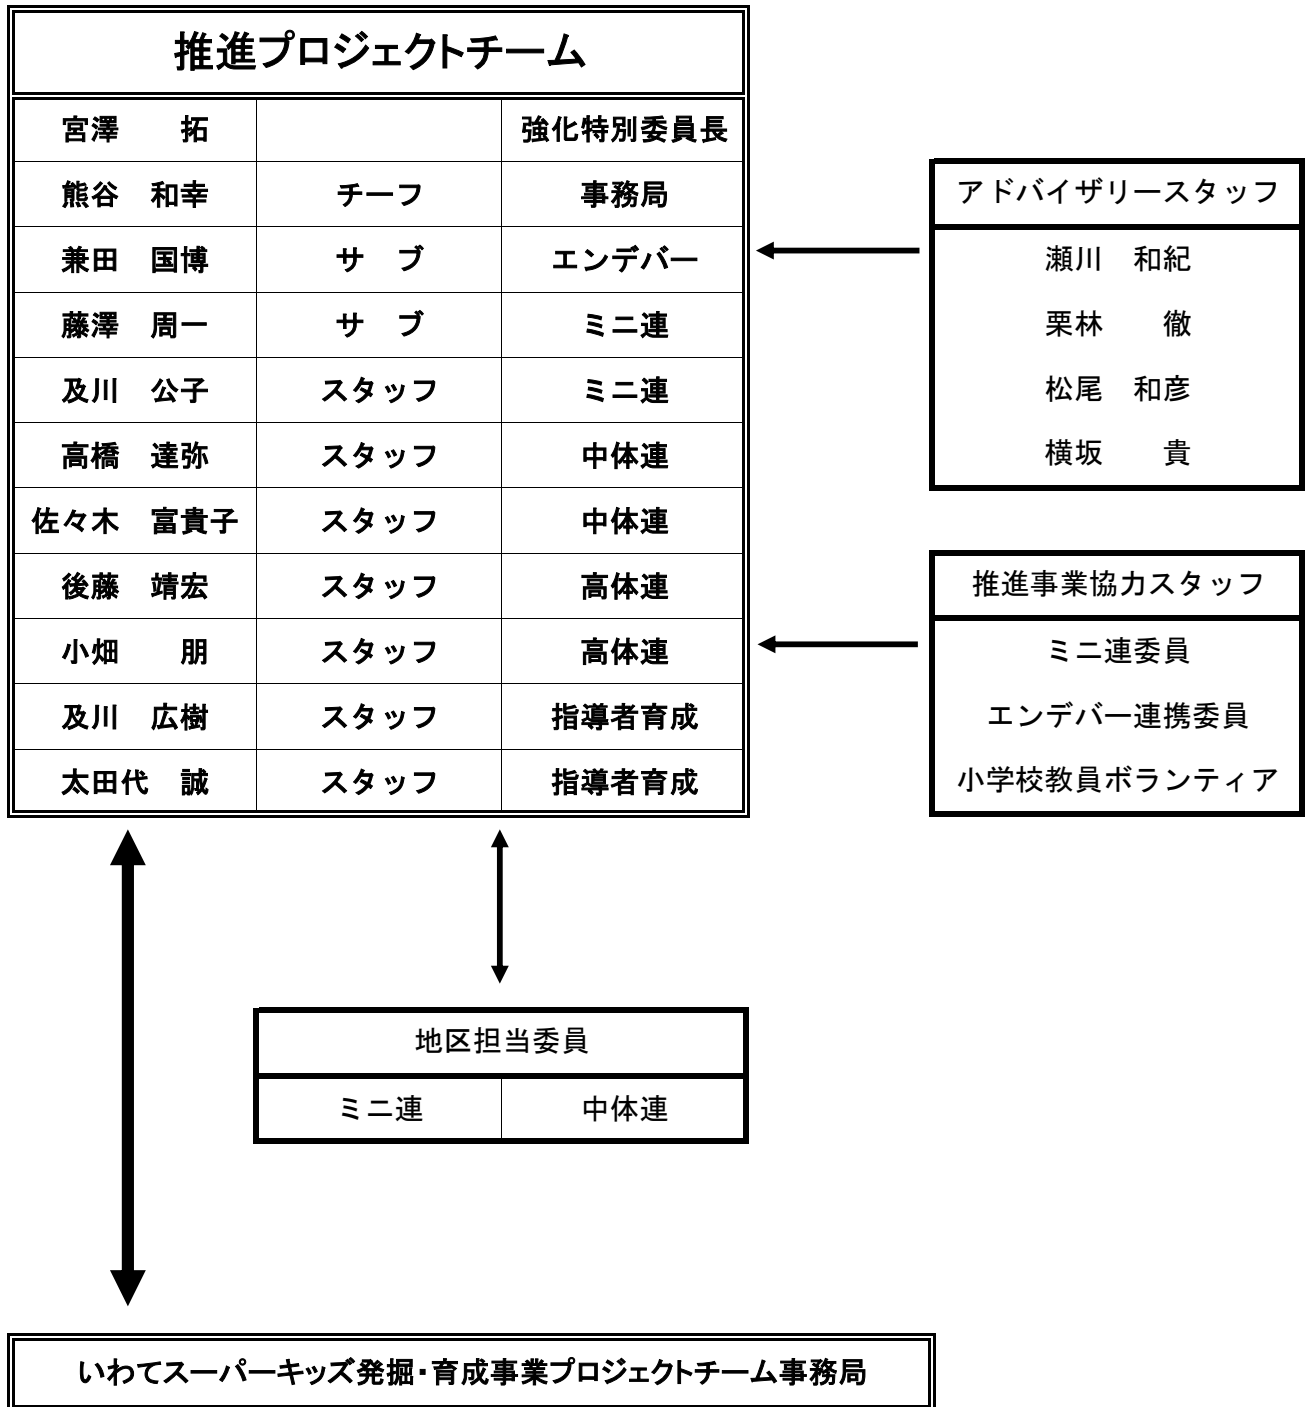 推進プロジェクトチーム
宮澤　　拓　強化特別委員長
熊谷　和幸　チーフ　事務局
兼田　国博　サ　ブ　エンデバー
藤澤　周一　サ　ブ　ミニ連
及川　公子　スタッフ　ミニ連
高橋　達弥　スタッフ　中体連
佐々木　富貴子　スタッフ　中体連
後藤　靖宏　スタッフ　高体連
小畑　　朋　スタッフ　高体連
及川　広樹　スタッフ　指導者育成
太田代　誠　スタッフ　指導者育成
アドバイザリースタッフ
瀬川　和紀
栗林　　徹
松尾　和彦
横坂　　貴
推進事業協力スタッフ
ミニ連委員
エンデバー連携委員
小学校教員ボランティア
地区担当委員
ミニ連　中体連
いわてスーパーキッズ発掘・育成事業プロジェクトチーム事務局